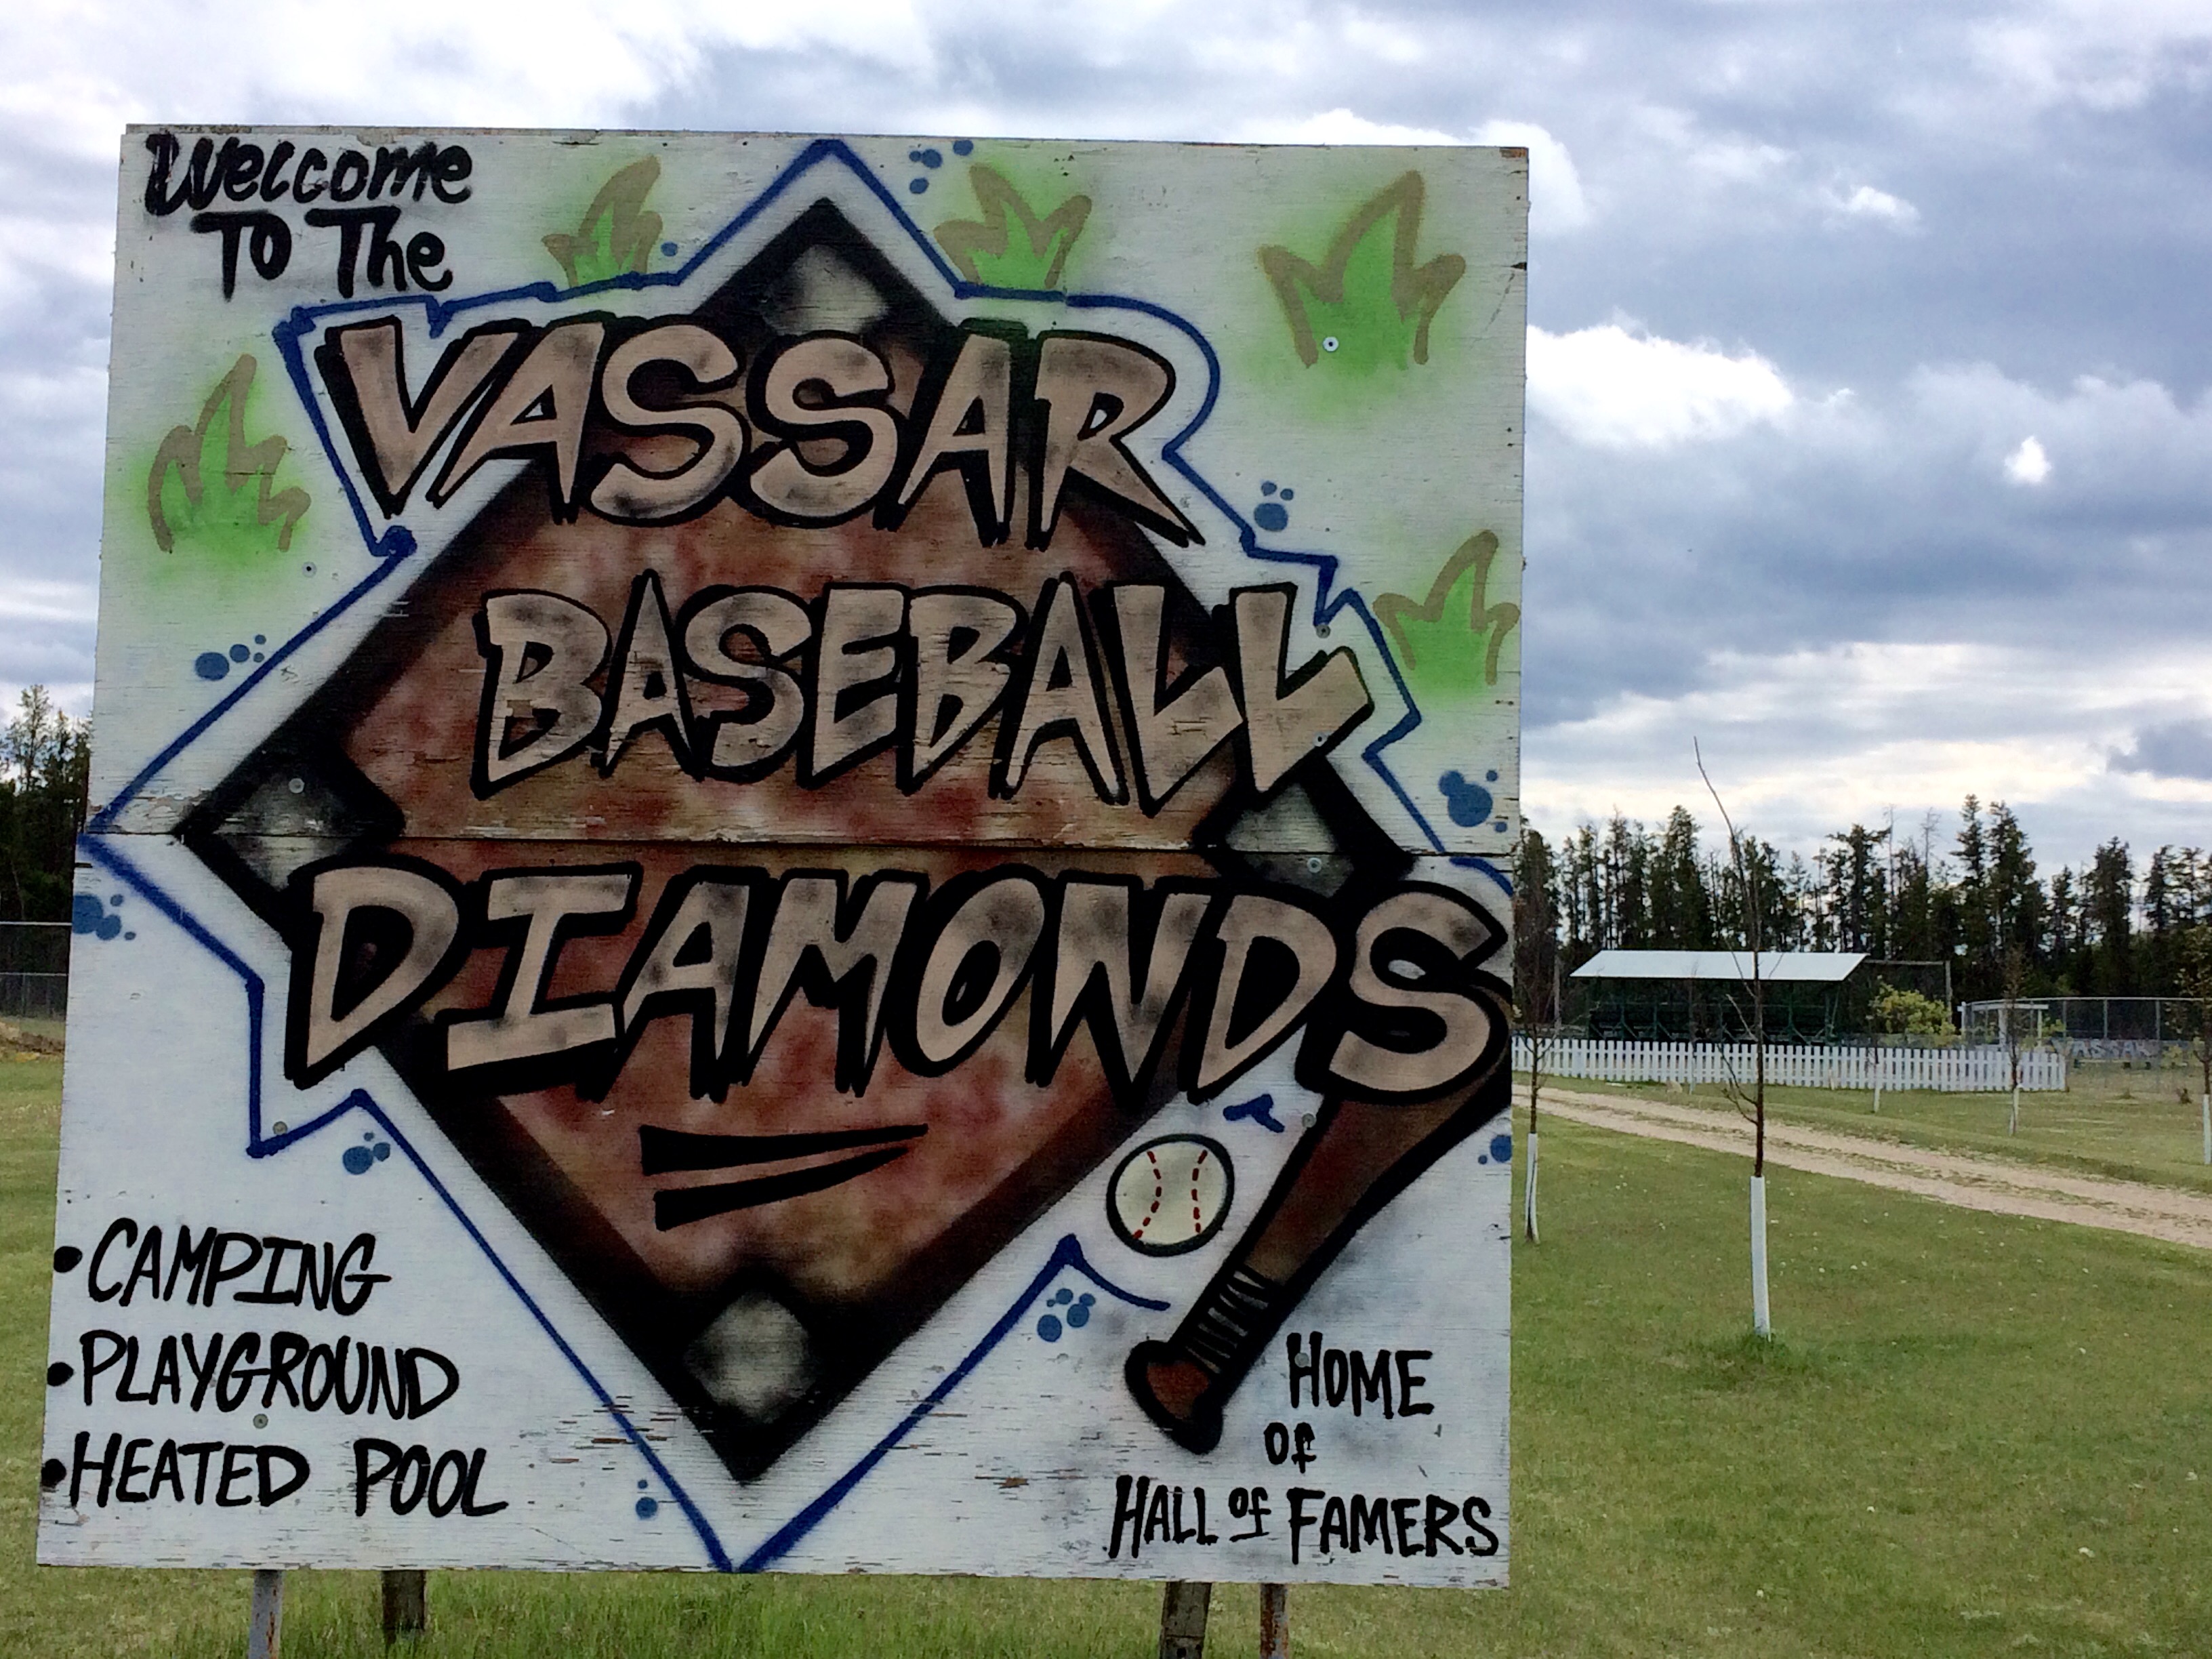 Welcome
To The
VASSAR
BASEBALL
DIAMONDS
• CAMPING
• PLAYGROUND
• HEATED POOL
HOME
of
HALL of FAMERS